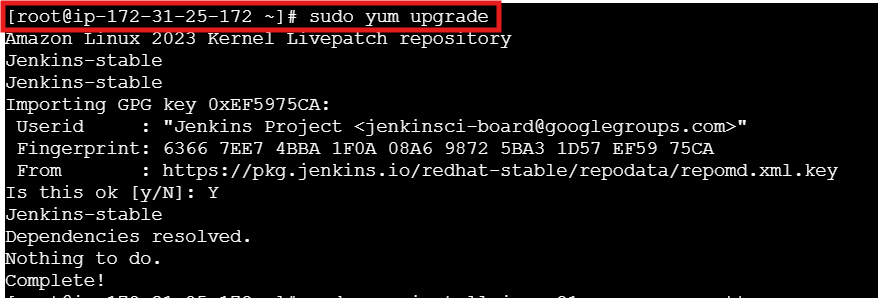 [root@ip-172-31-25-172 ~]# sudo yum upgrade
Amazon Linux 2023 Kernel Livepatch repository
Jenkins-stable
Jenkins-stable
Importing GPG key 0xEF5975CA:
 Userid     : "Jenkins Project <jenkinsci-board@googlegroups.com>"
 Fingerprint: 6366 7EE7 4BBA 1F0A 08A6 9872 5BA3 1D57 EF59 75CA
 From       : https://pkg.jenkins.io/redhat-stable/repodata/repomd.xml.key
Is this ok [y/N]: Y
Jenkins-stable
Dependencies resolved.
Nothing to do.
Complete!